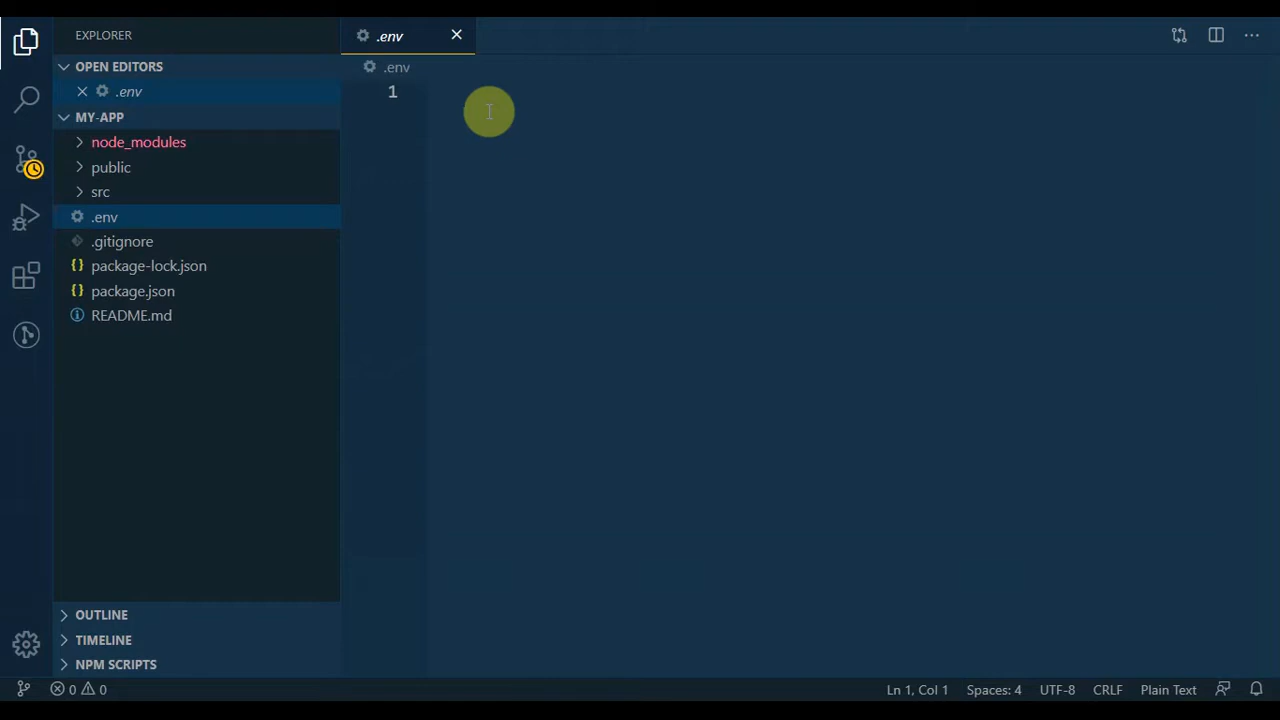 EXPLORER
.env
OPEN EDITORS
.env
.env
1
MY-APP
node_modules
public
src
.env
.gitignore
package-lock.json
package.json
README.md
OUTLINE
TIMELINE
NPM SCRIPTS
0 0
Ln 1, Col 1
Spaces: 4
UTF-8
CRLF
Plain Text